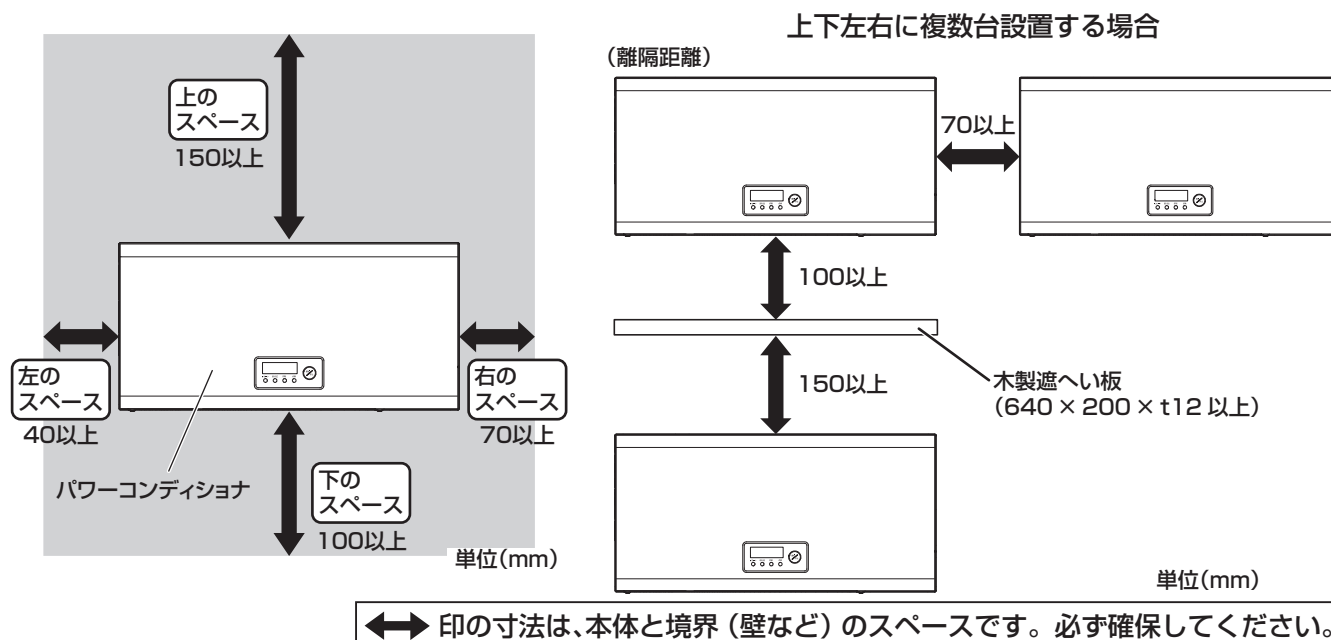 上の
スペース
150以上
左の
スペース
40以上
右の
スペース
70以上
パワーコンディショナ
下の
スペース
100以上
単位(mm)
上下左右に複数台設置する場合
(離隔距離)
70以上
100以上
150以上
木製遮へい板
(640 × 200 × t12 以上)
単位(mm)
印の寸法は、本体と境界(壁など)のスペースです。必ず確保してください。